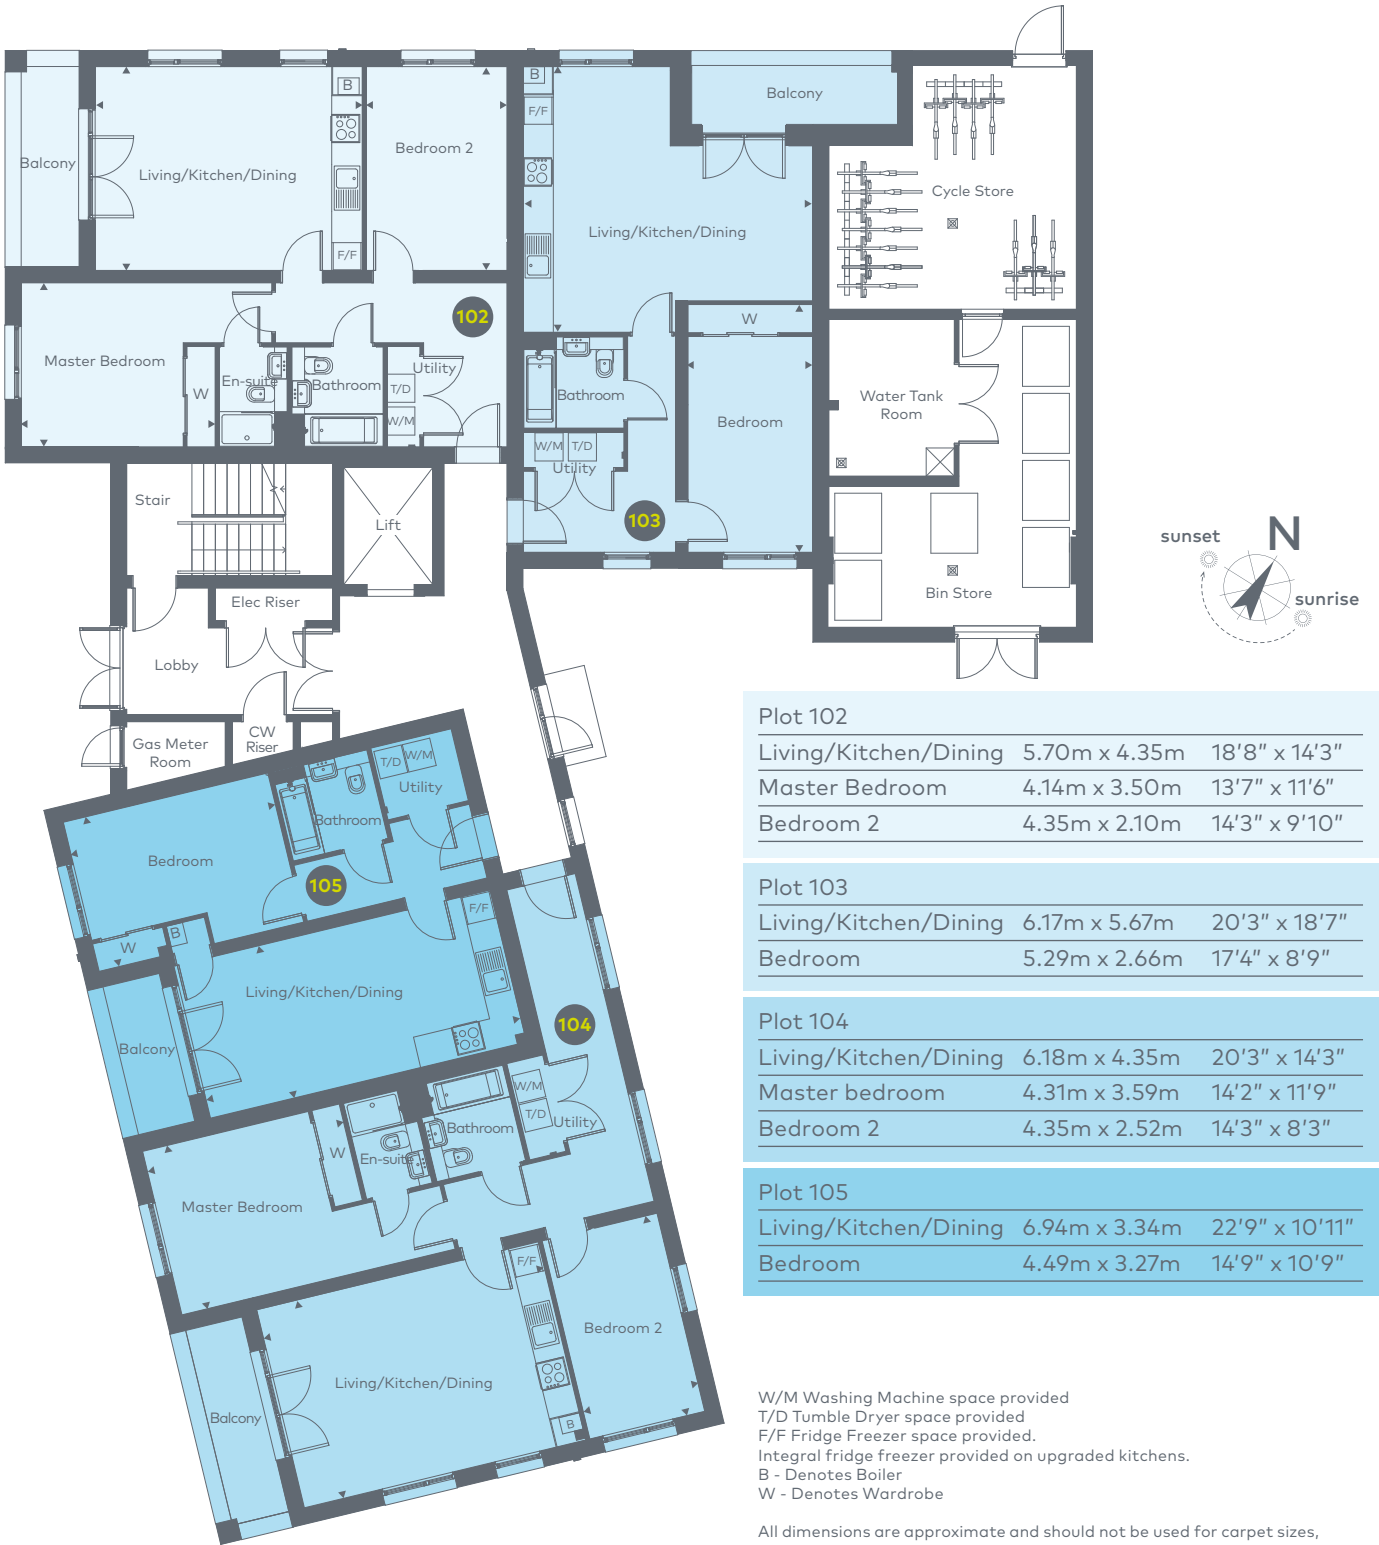 B
B
F/F
Balcony
Bedroom 2
Balcony
Living/Kitchen/Dining
Cycle Store
Living/Kitchen/Dining
F/F
102
W
Master Bedroom
En-suite
Bathroom
Utility
T/D
W
W/M
Bathroom
Bedroom
Water Tank
Room
W/M
T/D
Utility
103
Stair
Lift
Bin Store
N
sunset
sunrise
Elec Riser
Lobby
Gas Meter
Room
CW
Riser
T/D
W/M
Utility
Bathroom
Bedroom
105
F/F
B
W
Living/Kitchen/Dining
104
Balcony
W/M
T/D
Utility
Bathroom
W
En-suite
Master Bedroom
F/F
Bedroom 2
Living/Kitchen/Dining
Balcony
B
Plot 102
Living/Kitchen/Dining 5.70m x 4.35m 18’8” x 14’3”
Master Bedroom 4.14m x 3.50m 13’7” x 11’6”
Bedroom 2 4.35m x 2.10m 14’3” x 9’10”
Plot 103
Living/Kitchen/Dining 6.17m x 5.67m 20’3” x 18’7”
Bedroom 5.29m x 2.66m 17’4” x 8’9”
Plot 104
Living/Kitchen/Dining 6.18m x 4.35m 20’3” x 14’3”
Master bedroom 4.31m x 3.59m 14’2” x 11’9”
Bedroom 2 4.35m x 2.52m 14’3” x 8’3”
Plot 105
Living/Kitchen/Dining 6.94m x 3.34m 22’9” x 10’11”
Bedroom 4.49m x 3.27m 14’9” x 10’9”
W/M Washing Machine space provided
T/D Tumble Dryer space provided
F/F Fridge Freezer space provided.
Integral fridge freezer provided on upgraded kitchens.
B - Denotes Boiler
W - Denotes Wardrobe
All dimensions are approximate and should not be used for carpet sizes,